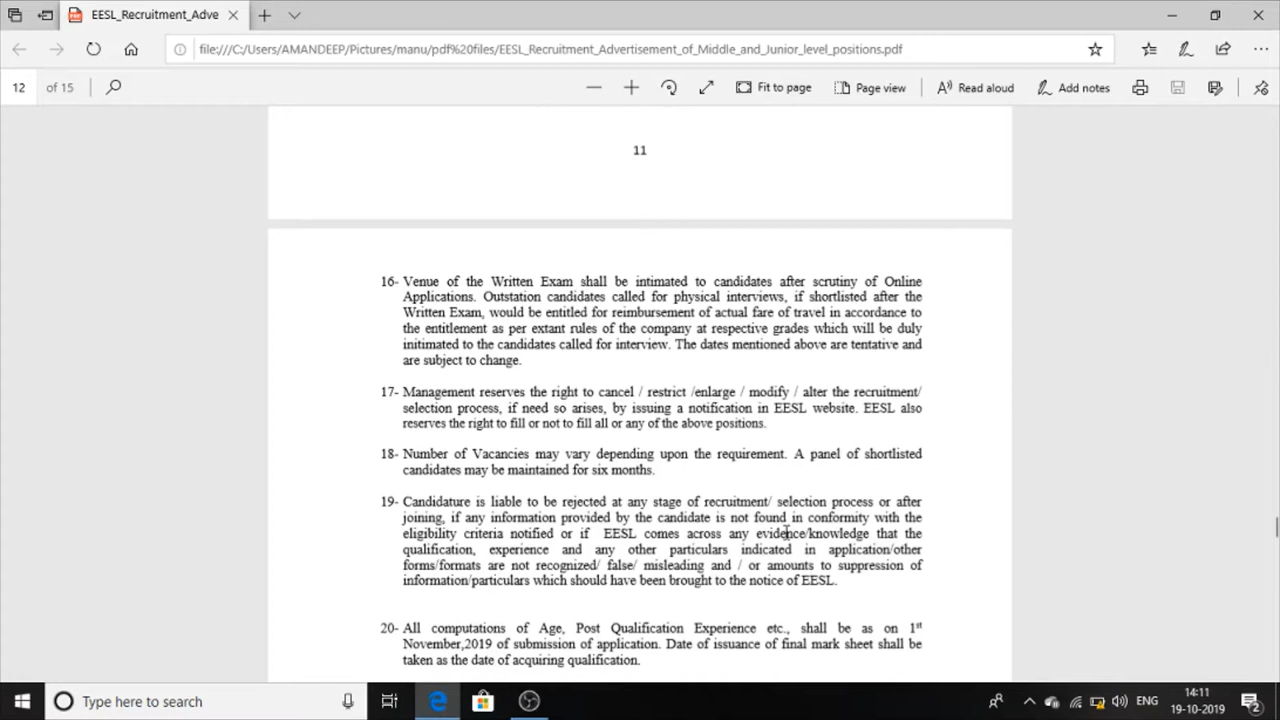 EESL_Recruitment_Adve
file:///C:/Users/AMANDEEP/Pictures/manu/pdf%20files/EESL_Recruitment_Advertisement_of_Middle_and_Junior_level_positions.pdf
12 of 15 Fit to page Page view Read aloud Add notes
11
16- Venue of the Written Exam shall be intimated to candidates after scrutiny of Online
Applications. Outstation candidates called for physical interviews, if shortlisted after the
Written Exam, would be entitled for reimbursement of actual fare of travel in accordance to
the entitlement as per extant rules of the company at respective grades which will be duly
initimated to the candidates called for interview. The dates mentioned above are tentative and
are subject to change.
17- Management reserves the right to cancel / restrict /enlarge / modify / alter the recruitment/
selection process, if need so arises, by issuing a notification in EESL website. EESL also
reserves the right to fill or not to fill all or any of the above positions.
18- Number of Vacancies may vary depending upon the requirement. A panel of shortlisted
candidates may be maintained for six months.
19- Candidature is liable to be rejected at any stage of recruitment/ selection process or after
joining, if any information provided by the candidate is not found in conformity with the
eligibility criteria notified or if EESL comes across any evidence/knowledge that the
qualification, experience and any other particulars indicated in application/other
forms/formats are not recognized/ false/ misleading and / or amounts to suppression of
information/particulars which should have been brought to the notice of EESL.
20- All computations of Age, Post Qualification Experience etc., shall be as on 1st
November,2019 of submission of application. Date of issuance of final mark sheet shall be
taken as the date of acquiring qualification.
Type here to search
ENG
14:11
19-10-2019
2